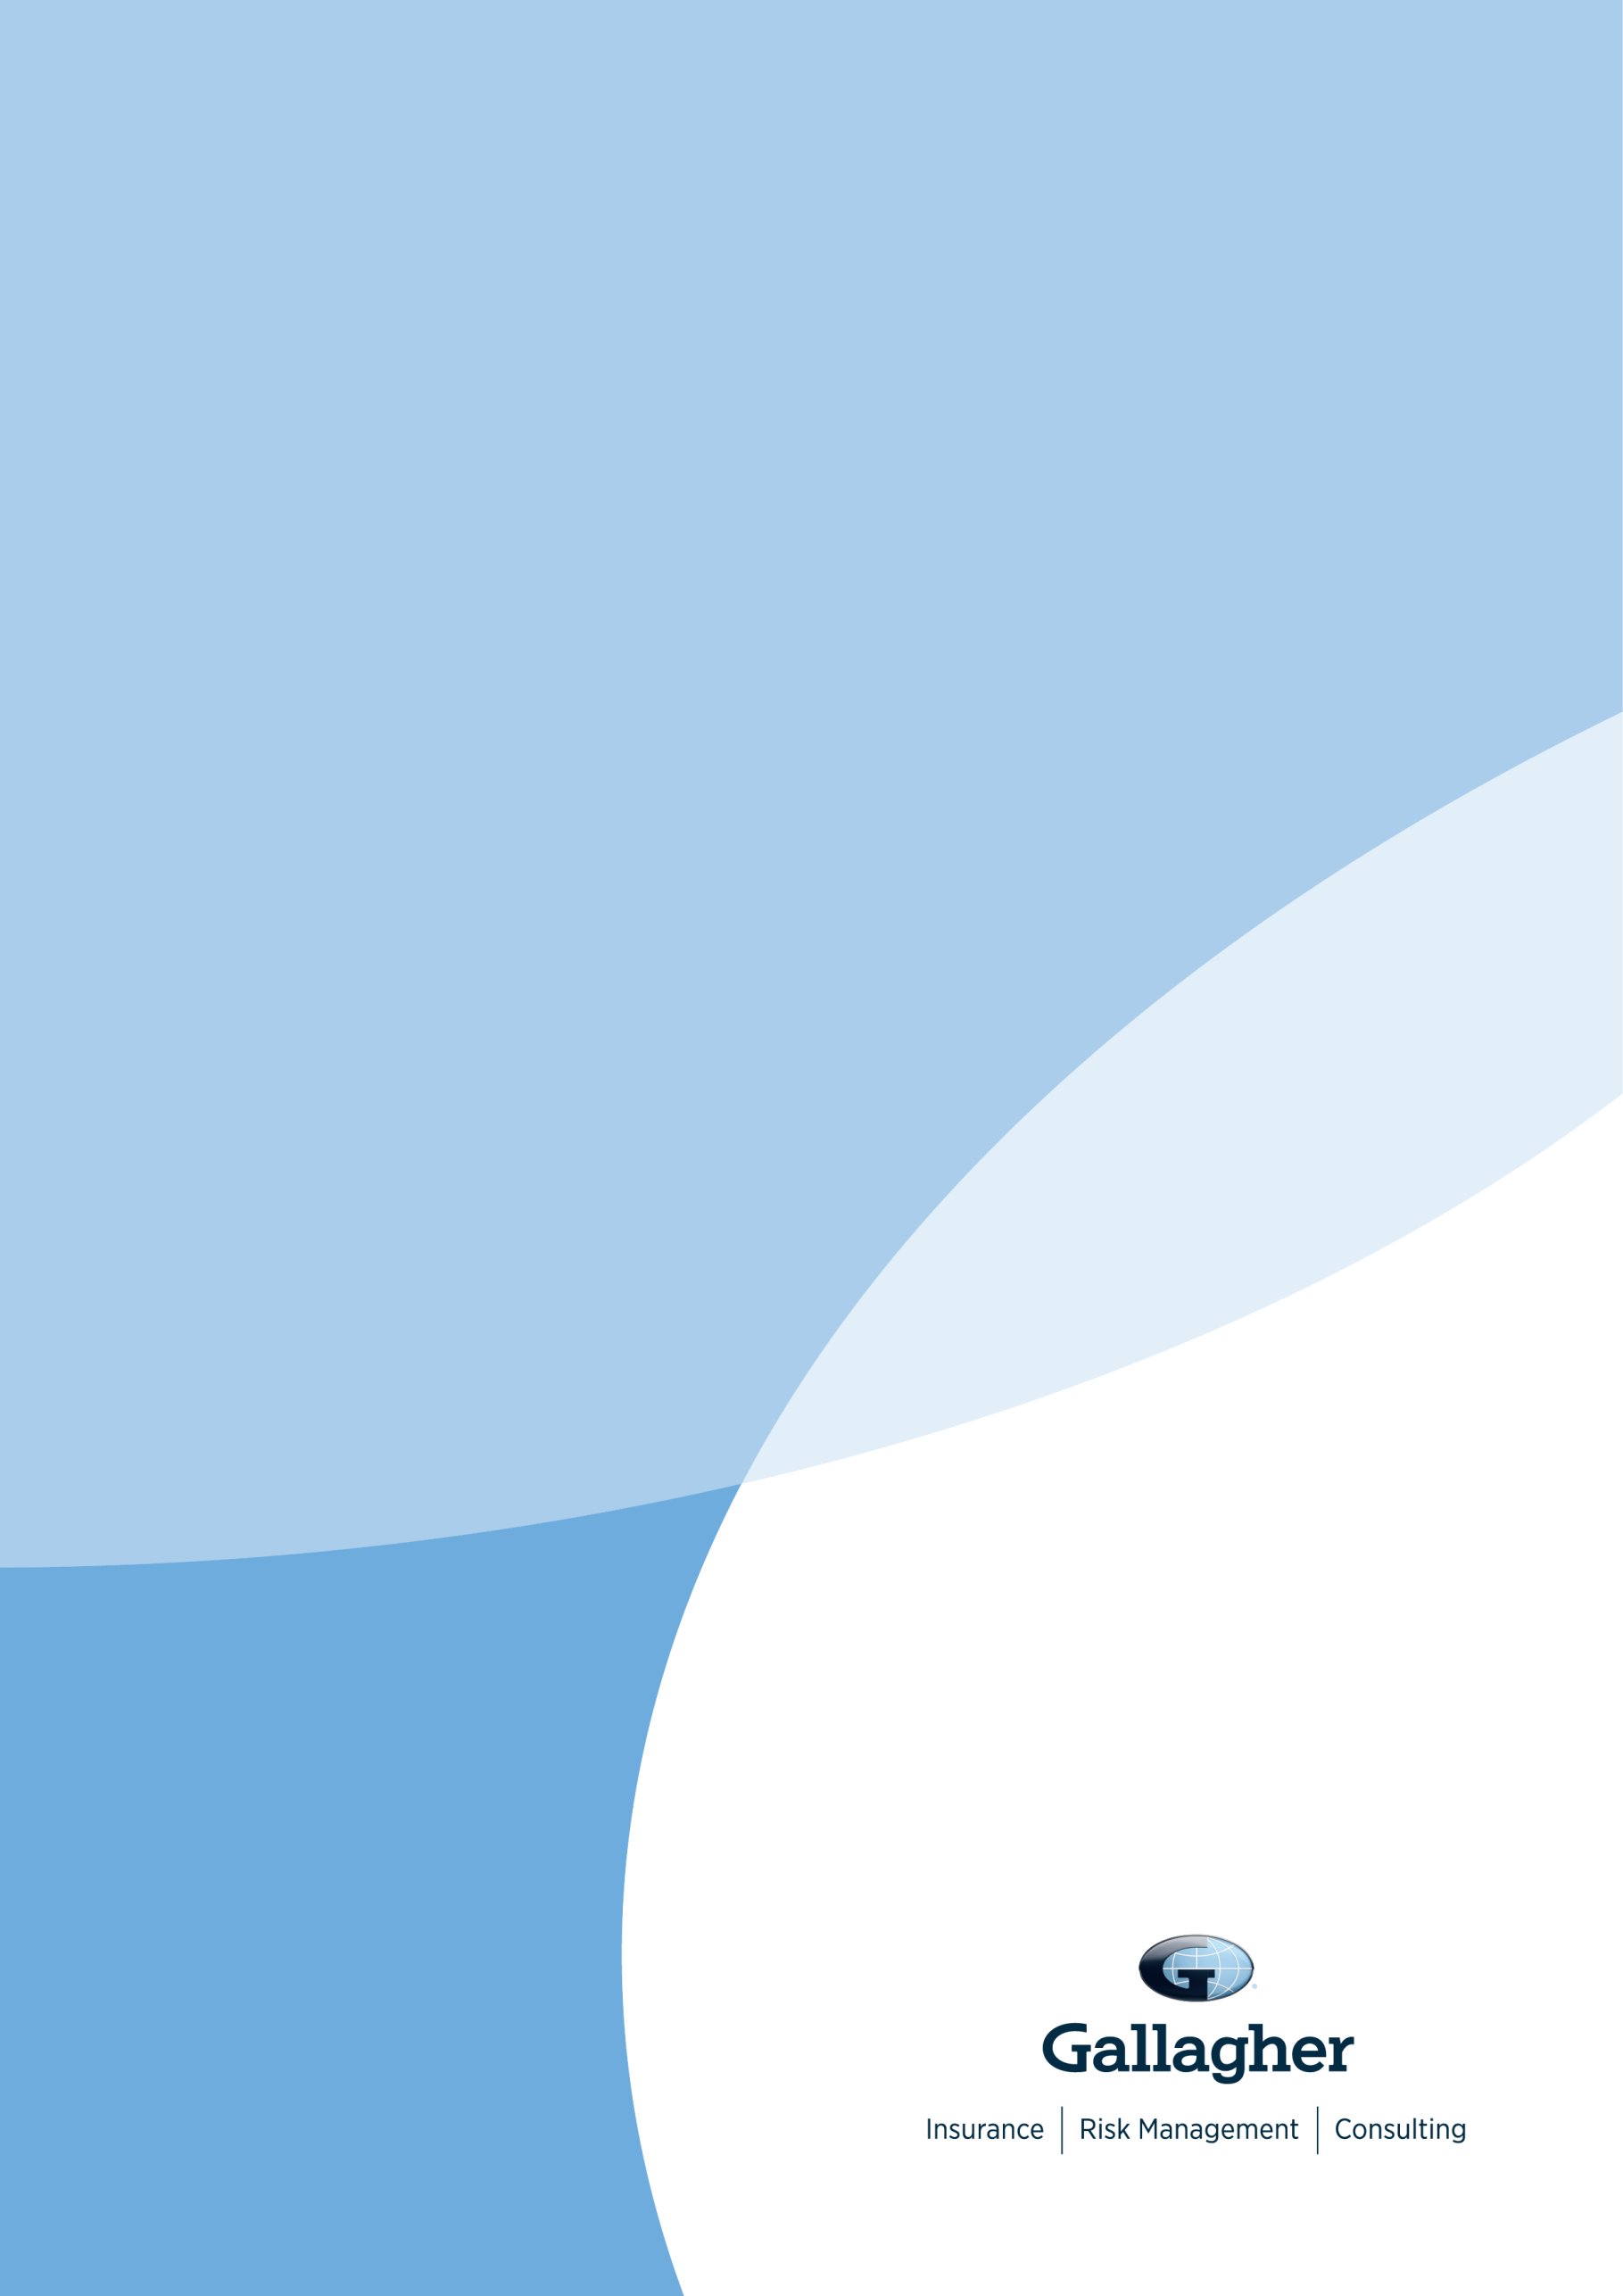 Gallagher
Insurance | Risk Management | Consulting